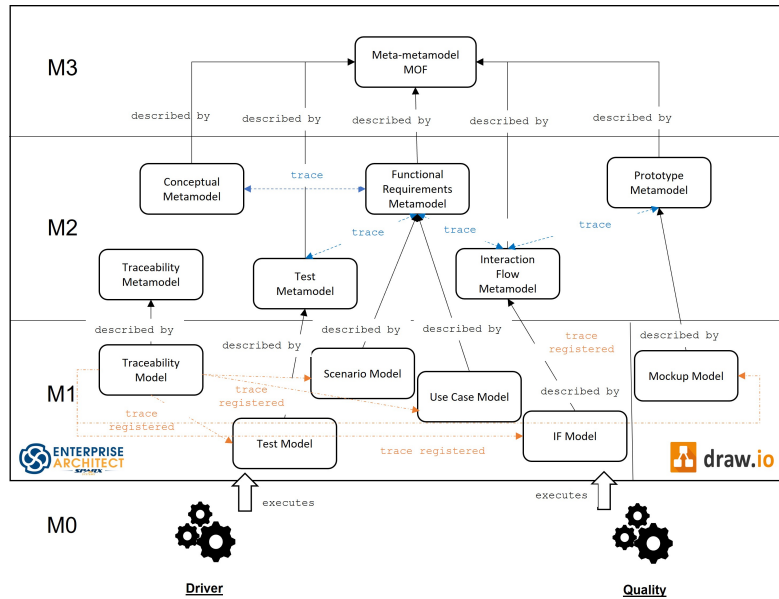 M3
Meta-metamodel
MOF
described by
described by
described by
described by
described by
M2
Conceptual
Metamodel
trace
Functional
Requirements
Metamodel
Prototype
Metamodel
trace
trace
trace
Traceability
Metamodel
Test
Metamodel
Interaction
Flow
Metamodel
described by
described by
described by
described by
trace
registered
described by
M1
Traceability
Model
Scenario Model
Mockup Model
trace
registered
Use Case Model
described by
trace
registered
Test Model
trace registered
IF Model
ENTERPRISE
ARCHITECT
SPARX
draw.io
executes
executes
M0
Driver
Quality